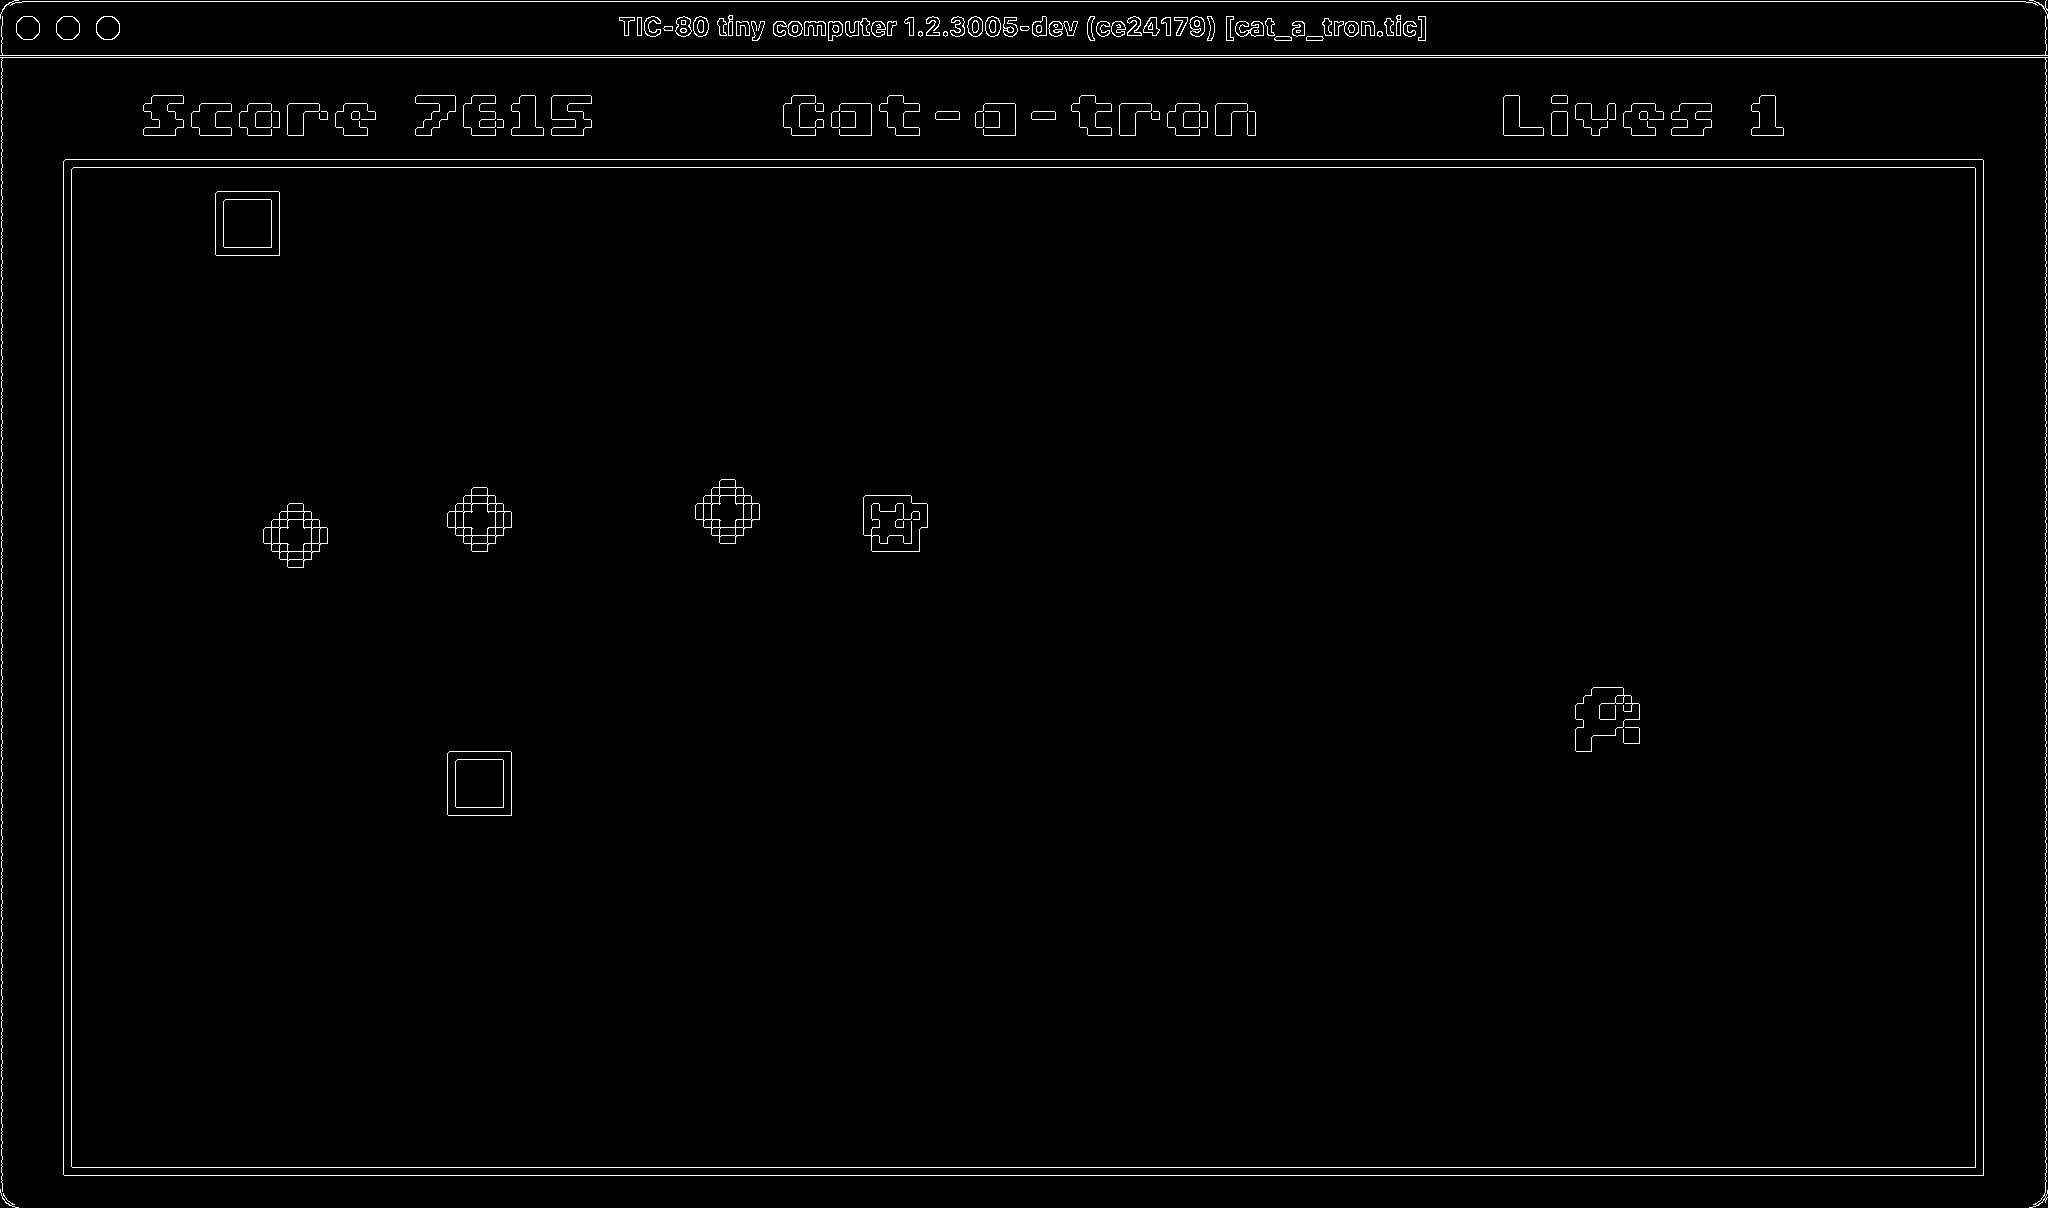 TIC-80 tiny computer 1.2.3005-dev (ce24179) [cat_a_tron.tic]
Score 7615 Cat-a-tron Lives 1